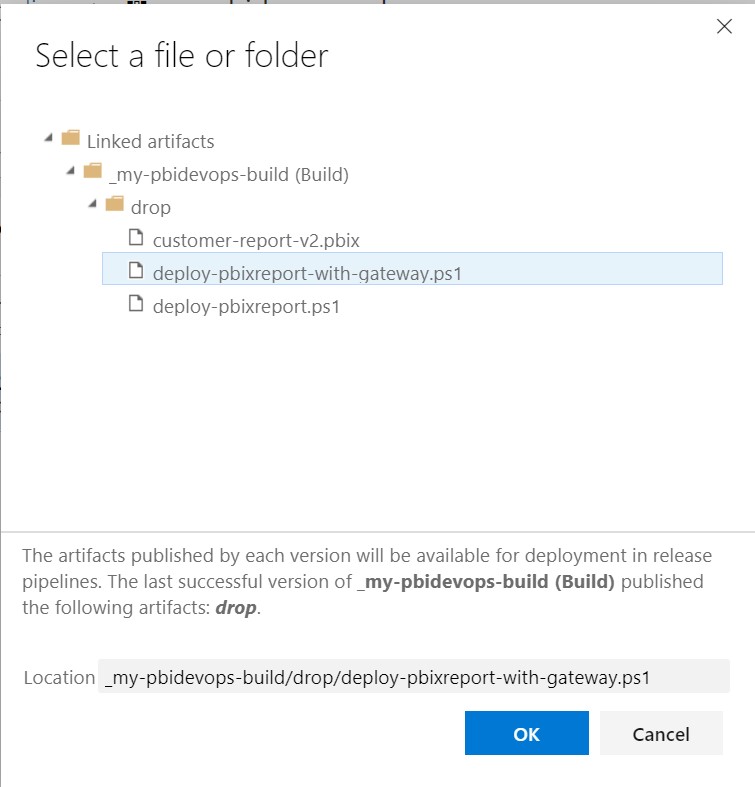 Select a file or folder
Linked artifacts
_my-pbidevops-build (Build)
drop
customer-report-v2.pbix
deploy-pbixreport-with-gateway.ps1
deploy-pbixreport.ps1
The artifacts published by each version will be available for deployment in release
pipelines. The last successful version of _my-pbidevops-build (Build) published
the following artifacts: drop.
Location _my-pbidevops-build/drop/deploy-pbixreport-with-gateway.ps1
OK Cancel